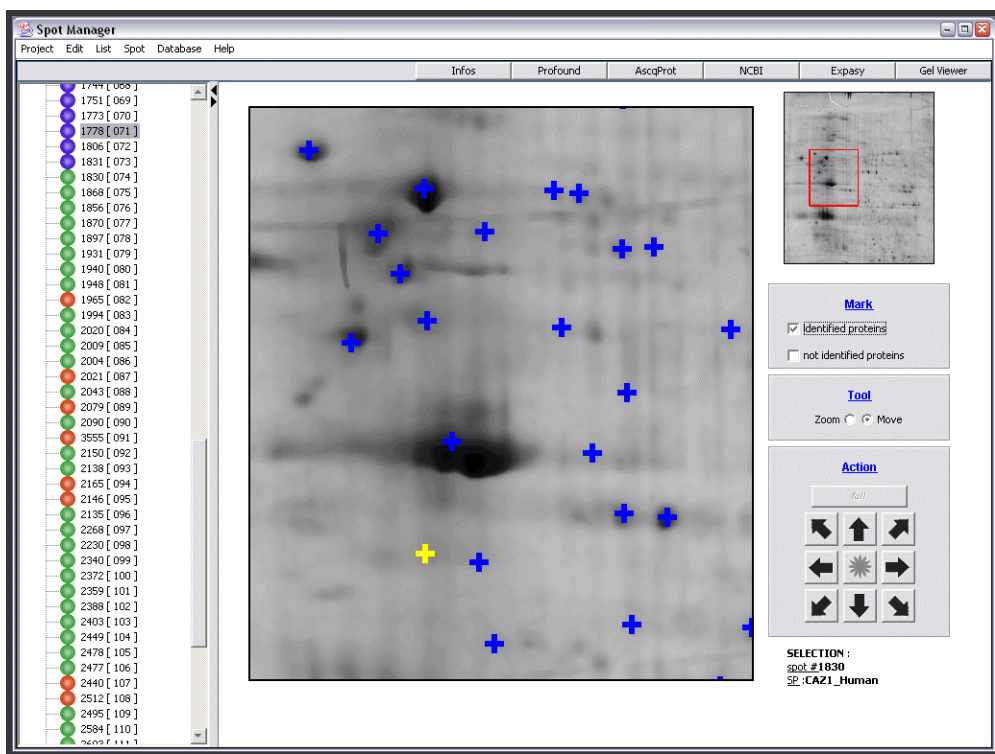 Spot Manager
Project Edit List Spot Database Help
Infos Profound AscqProt NCBI Expasy Gel Viewer
1744 [ 068 ]
1751 [ 069 ]
1773 [ 070 ]
1778 [ 071 ]
1806 [ 072 ]
1831 [ 073 ]
1830 [ 074 ]
1868 [ 075 ]
1856 [ 076 ]
1870 [ 077 ]
1897 [ 078 ]
1931 [ 079 ]
1940 [ 080 ]
1948 [ 081 ]
1965 [ 082 ]
1994 [ 083 ]
2020 [ 084 ]
2009 [ 085 ]
2004 [ 086 ]
2021 [ 087 ]
2043 [ 088 ]
2079 [ 089 ]
2090 [ 090 ]
3555 [ 091 ]
2150 [ 092 ]
2138 [ 093 ]
2165 [ 094 ]
2146 [ 095 ]
2135 [ 096 ]
2268 [ 097 ]
2230 [ 098 ]
2340 [ 099 ]
2372 [ 100 ]
2359 [ 101 ]
2388 [ 102 ]
2403 [ 103 ]
2449 [ 104 ]
2478 [ 105 ]
2477 [ 106 ]
2440 [ 107 ]
2512 [ 108 ]
2495 [ 109 ]
2584 [ 110 ]
Mark
Identified proteins
not identified proteins
Tool
Zoom Move
Action
full
SELECTION :
spot #1830
SP :CAZ1_Human